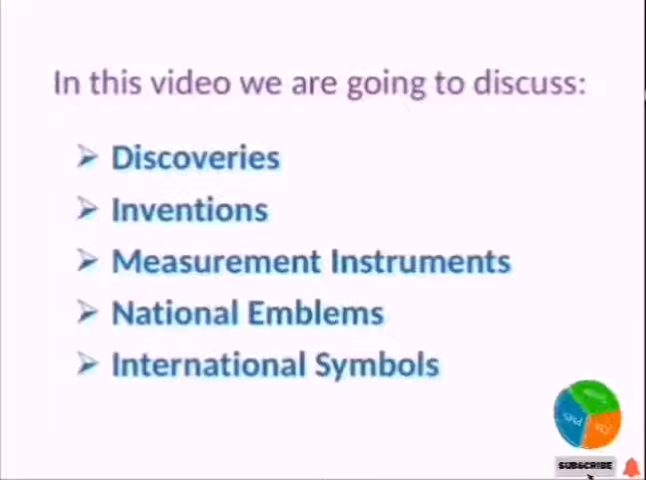 In this video we are going to discuss:
Discoveries
Inventions
Measurement Instruments
National Emblems
International Symbols
SUBSCRIBE